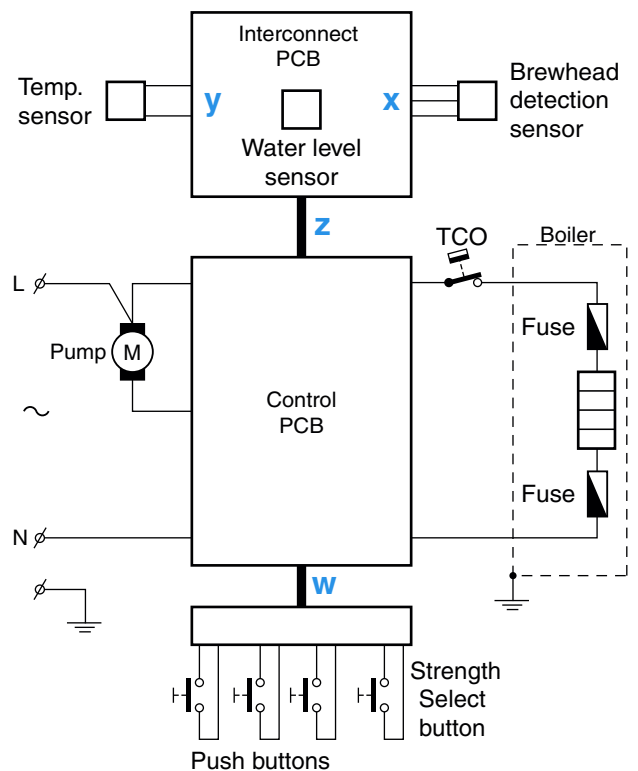 Interconnect
PCB
Temp.
sensor
y
x
Brewhead
detection
sensor
Water level
sensor
z
TCO
Boiler
L
Pump
M
Fuse
Control
PCB
Fuse
N
w
Strength
Select
button
Push buttons